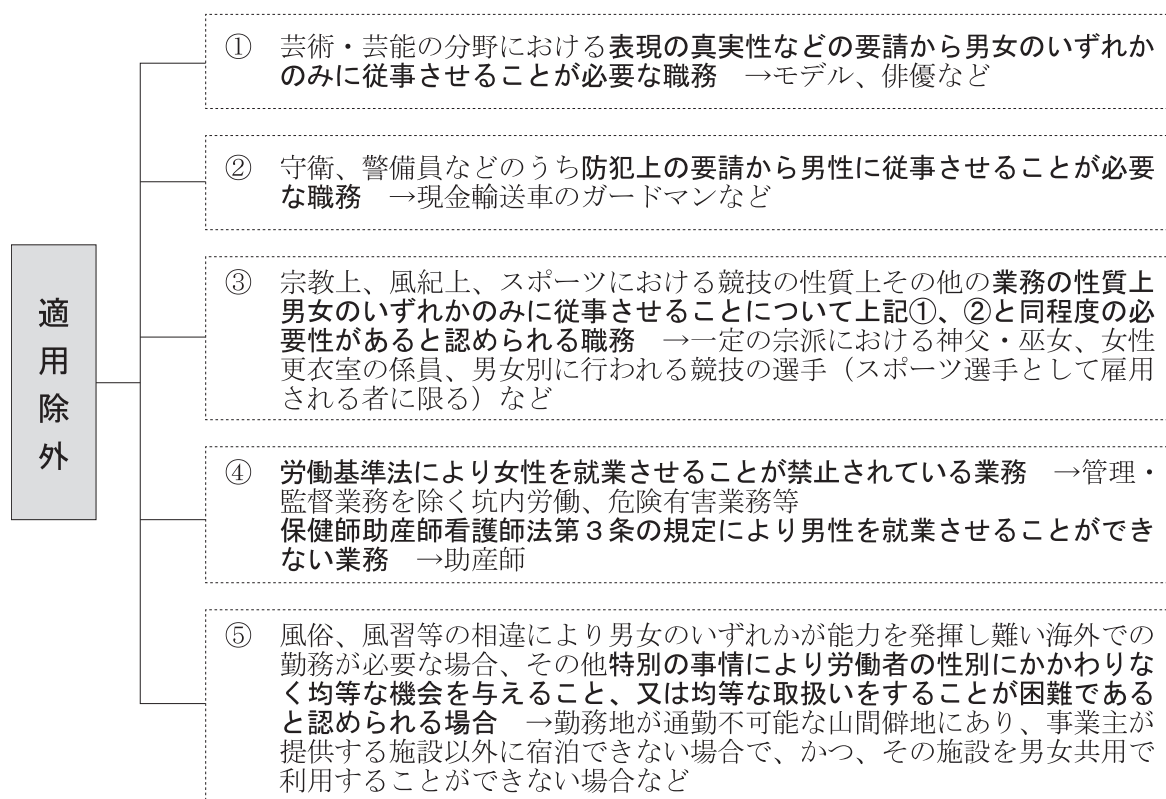 適用除外
① 芸術・芸能の分野における表現の真実性などの要請から男女のいずれか
のみに従事させることが必要な職務 →モデル、俳優など
② 守衛、警備員などのうち防犯上の要請から男性に従事させることが必要
な職務 →現金輸送車のガードマンなど
③ 宗教上、風紀上、スポーツにおける競技の性質上その他の業務の性質上
男女のいずれかのみに従事させることについて上記①、②と同程度の必
要性があると認められる職務 →一定の宗派における神父・巫女、女性
更衣室の係員、男女別に行われる競技の選手（スポーツ選手として雇用
される者に限る）など
④ 労働基準法により女性を就業させることが禁止されている業務 →管理・
監督業務を除く坑内労働、危険有害業務等
保健師助産師看護師法第３条の規定により男性を就業させることができ
ない業務 →助産師
⑤ 風俗、風習等の相違により男女のいずれかが能力を発揮し難い海外での
勤務が必要な場合、その他特別の事情により労働者の性別にかかわりな
く均等な機会を与えること、又は均等な取扱いをすることが困難である
と認められる場合 →勤務地が通勤不可能な山間僻地にあり、事業主が
提供する施設以外に宿泊できない場合で、かつ、その施設を男女共用で
利用することができない場合など